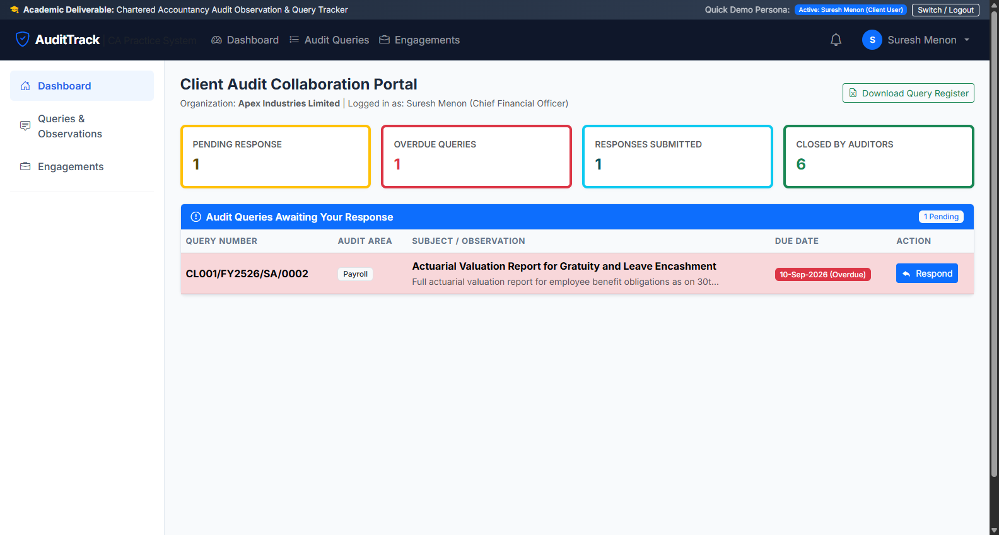 Academic Deliverable: Chartered Accountancy Audit Observation & Query Tracker
Quick Demo Persona: Active: Suresh Menon (Client User) Switch / Logout
AuditTrack | CA Practice System Dashboard Audit Queries Engagements S Suresh Menon
Dashboard
Queries &
Observations
Engagements
Client Audit Collaboration Portal
Organization: Apex Industries Limited | Logged in as: Suresh Menon (Chief Financial Officer)
Download Query Register
PENDING RESPONSE
1
OVERDUE QUERIES
1
RESPONSES SUBMITTED
1
CLOSED BY AUDITORS
6
Audit Queries Awaiting Your Response
1 Pending
QUERY NUMBER AUDIT AREA SUBJECT / OBSERVATION DUE DATE ACTION
CL001/FY2526/SA/0002 Payroll Actuarial Valuation Report for Gratuity and Leave Encashment
Full actuarial valuation report for employee benefit obligations as on 30t...
10-Sep-2026 (Overdue) Respond